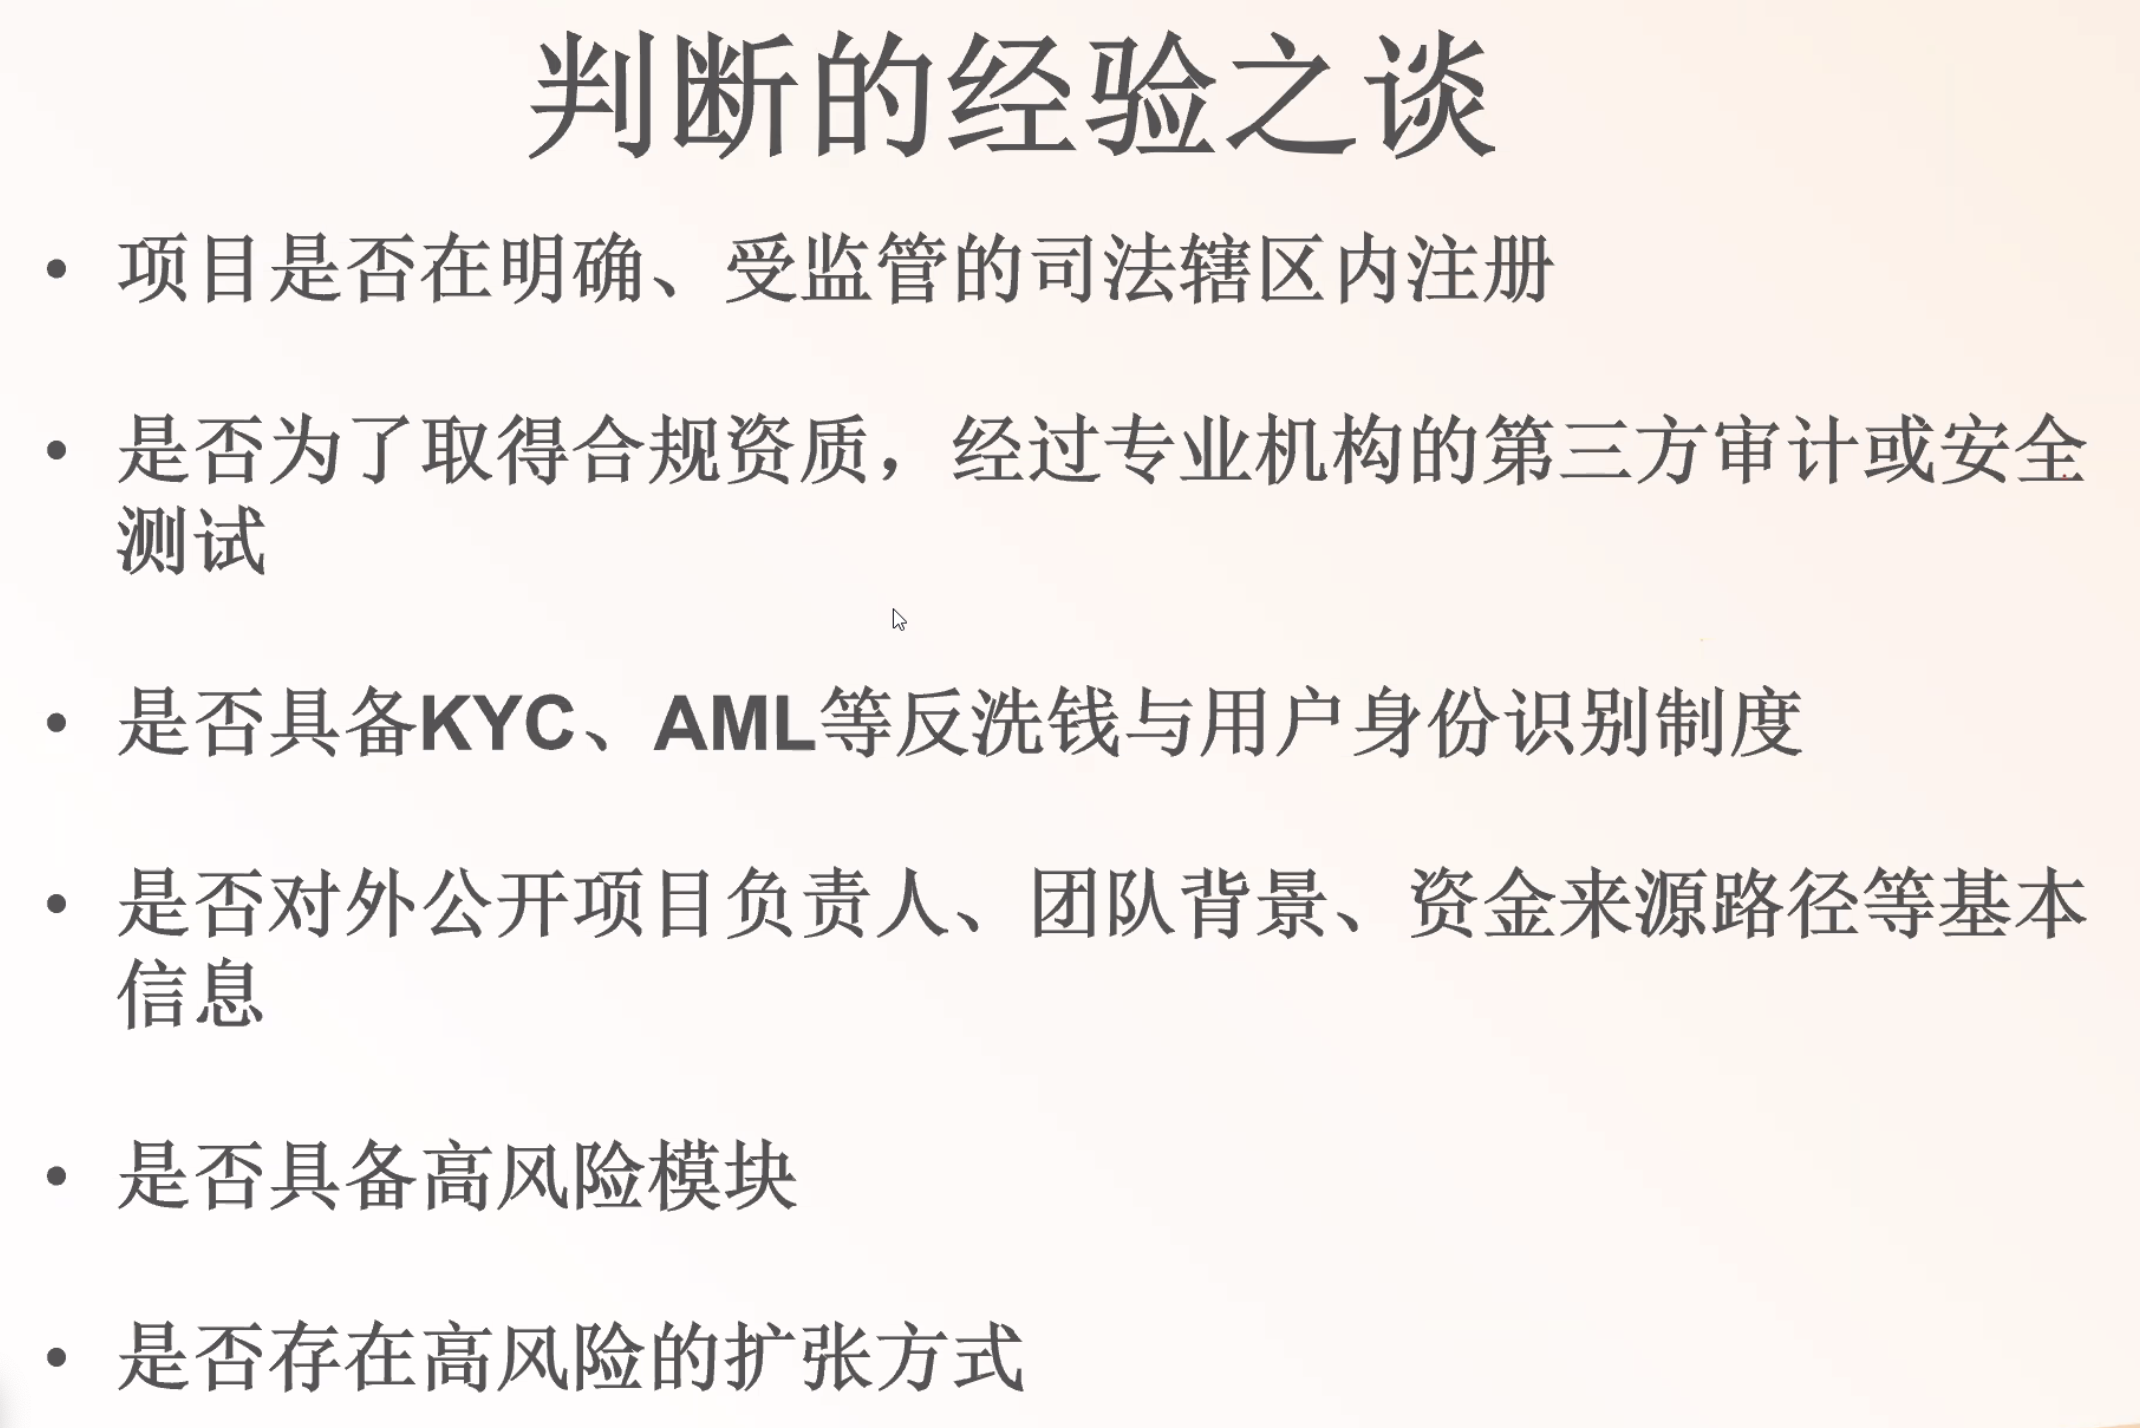 判断的经验之谈
• 项目是否在明确、受监管的司法辖区内注册
• 是否为了取得合规资质，经过专业机构的第三方审计或安全
测试
• 是否具备KYC、AML等反洗钱与用户身份识别制度
• 是否对外公开项目负责人、团队背景、资金来源路径等基本
信息
• 是否具备高风险模块
• 是否存在高风险的扩张方式